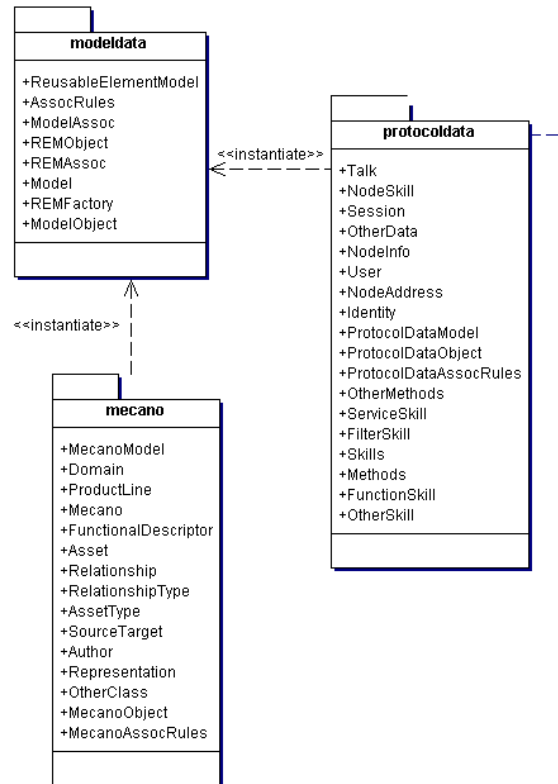 modeldata
+ReusableElementModel
+AssocRules
+ModelAssoc
+REMObject
+REMAssoc
+Model
+REMFactory
+ModelObject
<<instantiate>>
protocoldata
+Talk
+NodeSkill
+Session
+OtherData
+NodeInfo
+User
+NodeAddress
+Identity
+ProtocolDataModel
+ProtocolDataObject
+ProtocolDataAssocRules
+OtherMethods
+ServiceSkill
+FilterSkill
+Skills
+Methods
+FunctionSkill
+OtherSkill
<<instantiate>>
mecano
+MecanoModel
+Domain
+ProductLine
+Mecano
+FunctionalDescriptor
+Asset
+Relationship
+RelationshipType
+AssetType
+SourceTarget
+Author
+Representation
+OtherClass
+MecanoObject
+MecanoAssocRules